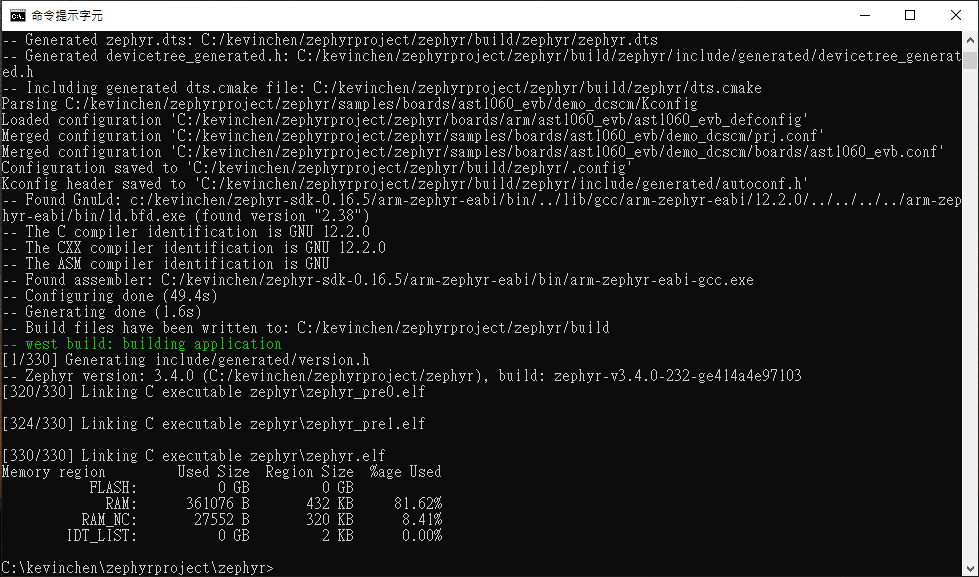 命令提示字元
-- Generated zephyr.dts: C:/kevinchen/zephyrproject/zephyr/build/zephyr/zephyr.dts
-- Generated devicetree_generated.h: C:/kevinchen/zephyrproject/zephyr/build/zephyr/include/generated/devicetree_generat
ed.h
-- Including generated dts.cmake file: C:/kevinchen/zephyrproject/zephyr/build/zephyr/dts.cmake
Parsing C:/kevinchen/zephyrproject/zephyr/samples/boards/ast1060_evb/demo_dcscm/Kconfig
Loaded configuration 'C:/kevinchen/zephyrproject/zephyr/boards/arm/ast1060_evb/ast1060_evb_defconfig'
Merged configuration 'C:/kevinchen/zephyrproject/zephyr/samples/boards/ast1060_evb/demo_dcscm/prj.conf'
Merged configuration 'C:/kevinchen/zephyrproject/zephyr/samples/boards/ast1060_evb/demo_dcscm/boards/ast1060_evb.conf'
Configuration saved to 'C:/kevinchen/zephyrproject/zephyr/build/zephyr/.config'
Kconfig header saved to 'C:/kevinchen/zephyrproject/zephyr/build/zephyr/include/generated/autoconf.h'
-- Found GnuLd: c:/kevinchen/zephyr-sdk-0.16.5/arm-zephyr-eabi/bin/../lib/gcc/arm-zephyr-eabi/12.2.0/../../../../arm-zep
hyr-eabi/bin/ld.bfd.exe (found version "2.38")
-- The C compiler identification is GNU 12.2.0
-- The CXX compiler identification is GNU 12.2.0
-- The ASM compiler identification is GNU
-- Found assembler: C:/kevinchen/zephyr-sdk-0.16.5/arm-zephyr-eabi/bin/arm-zephyr-eabi-gcc.exe
-- Configuring done (49.4s)
-- Generating done (1.6s)
-- Build files have been written to: C:/kevinchen/zephyrproject/zephyr/build
-- west build: building application
[1/330] Generating include/generated/version.h
-- Zephyr version: 3.4.0 (C:/kevinchen/zephyrproject/zephyr), build: zephyr-v3.4.0-232-ge414a4e97103
[320/330] Linking C executable zephyr\zephyr_pre0.elf
[324/330] Linking C executable zephyr\zephyr_pre1.elf
[330/330] Linking C executable zephyr\zephyr.elf
Memory region         Used Size  Region Size  %age Used
           FLASH:          0 GB         0 GB
             RAM:      361076 B       432 KB     81.62%
          RAM_NC:       27552 B       320 KB      8.41%
        IDT_LIST:          0 GB         2 KB      0.00%
C:\kevinchen\zephyrproject\zephyr>